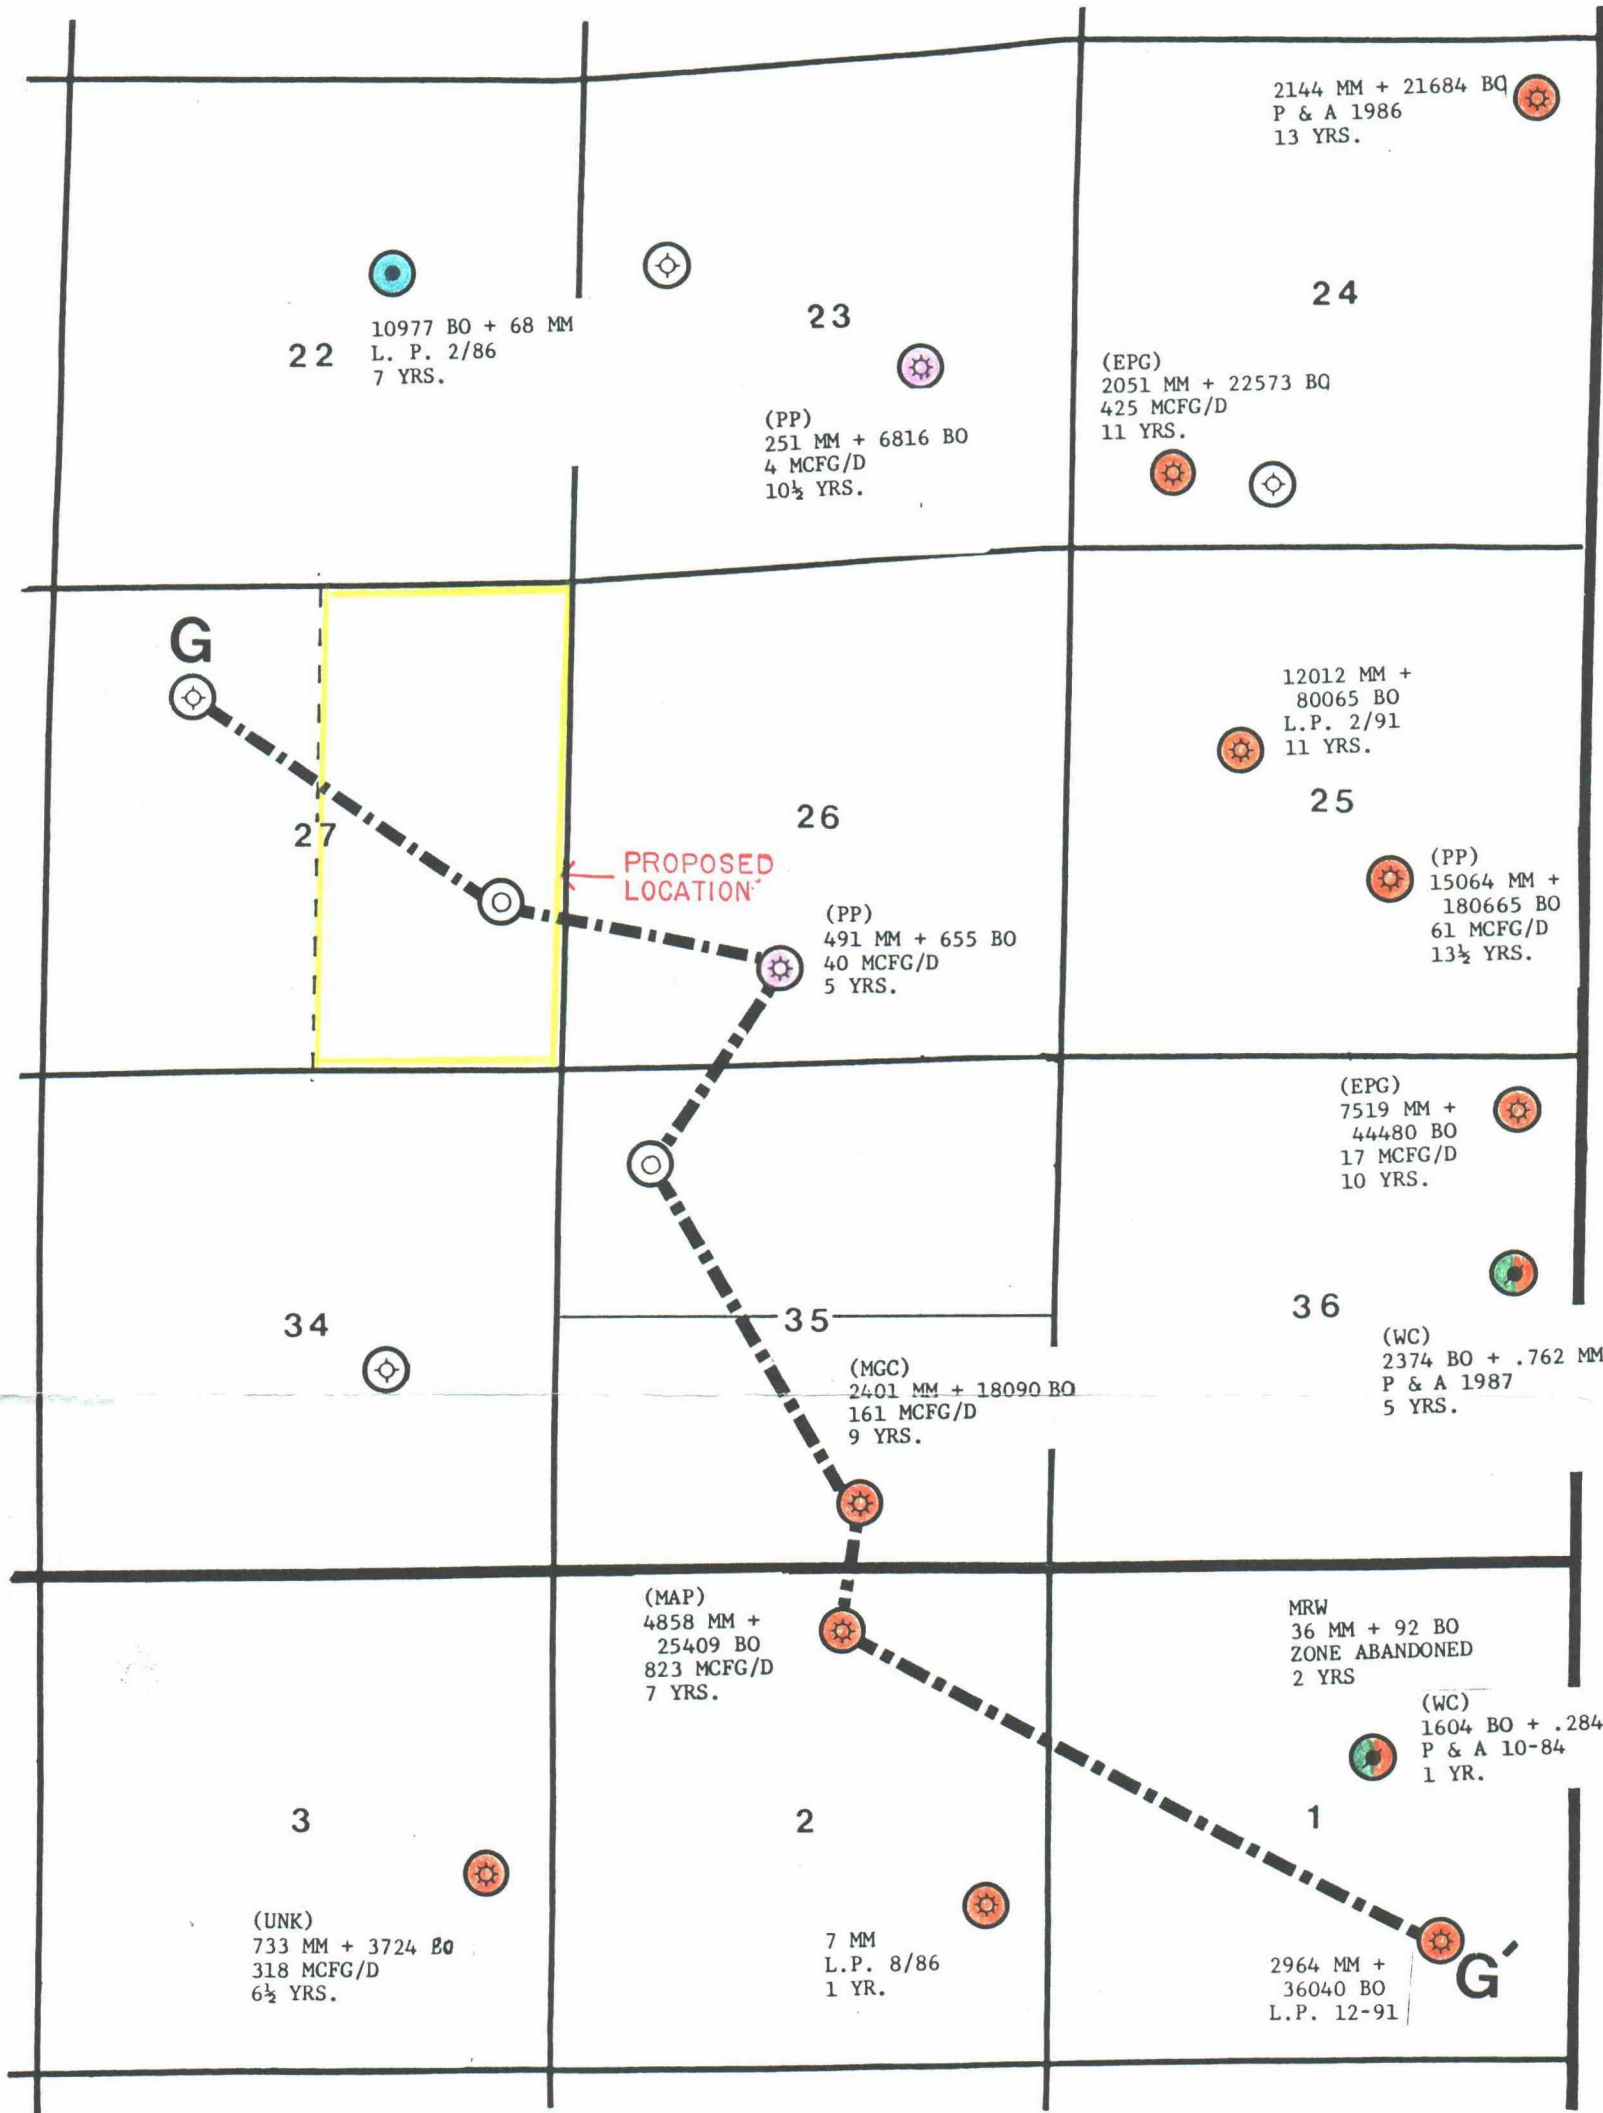 2144 MM + 21684 BO
P & A 1986
13 YRS.
24
23
22
10977 BO + 68 MM
L. P. 2/86
7 YRS.
(PP)
251 MM + 6816 BO
4 MCFG/D
10½ YRS.
(EPG)
2051 MM + 22573 BO
425 MCFG/D
11 YRS.
G
27
26
PROPOSED
LOCATION
(PP)
491 MM + 655 BO
40 MCFG/D
5 YRS.
12012 MM +
80065 BO
L.P. 2/91
11 YRS.
25
(PP)
15064 MM +
180665 BO
61 MCFG/D
13½ YRS.
34
35
(MGC)
2401 MM + 18090 BO
161 MCFG/D
9 YRS.
(EPG)
7519 MM +
44480 BO
17 MCFG/D
10 YRS.
36
(WC)
2374 BO + .762 MM
P & A 1987
5 YRS.
(MAP)
4858 MM +
25409 BO
823 MCFG/D
7 YRS.
MRW
36 MM + 92 BO
ZONE ABANDONED
2 YRS
(WC)
1604 BO + .284
P & A 10-84
1 YR.
3
2
1
(UNK)
733 MM + 3724 BO
318 MCFG/D
6½ YRS.
7 MM
L.P. 8/86
1 YR.
2964 MM +
36040 BO
L.P. 12-91
G′